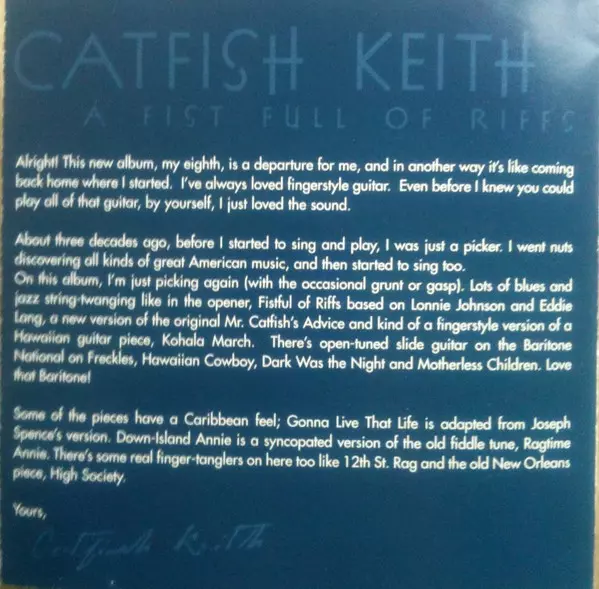 CATFISH KEITH
A FIST FULL OF RIFFS
Alright! This new album, my eighth, is a departure for me, and in another way it's like coming
back home where I started. I've always loved fingerstyle guitar. Even before I knew you could
play all of that guitar, by yourself, I just loved the sound.
About three decades ago, before I started to sing and play, I was just a picker. I went nuts
discovering all kinds of great American music, and then started to sing too.
On this album, I'm just picking again (with the occasional grunt or gasp). Lots of blues and
jazz string-twanging like in the opener, Fistful of Riffs based on Lonnie Johnson and Eddie
Lang, a new version of the original Mr. Catfish's Advice and kind of a fingerstyle version of a
Hawaiian guitar piece, Kohala March. There's open-tuned slide guitar on the Baritone
National on Freckles, Hawaiian Cowboy, Dark Was the Night and Motherless Children. Love
that Baritone!
Some of the pieces have a Caribbean feel; Gonna Live That Life is adapted from Joseph
Spence's version. Down-Island Annie is a syncopated version of the old fiddle tune, Ragtime
Annie. There's some real finger-tanglers on here too like 12th St. Rag and the old New Orleans
piece, High Society.
Yours,
Catfish Keith